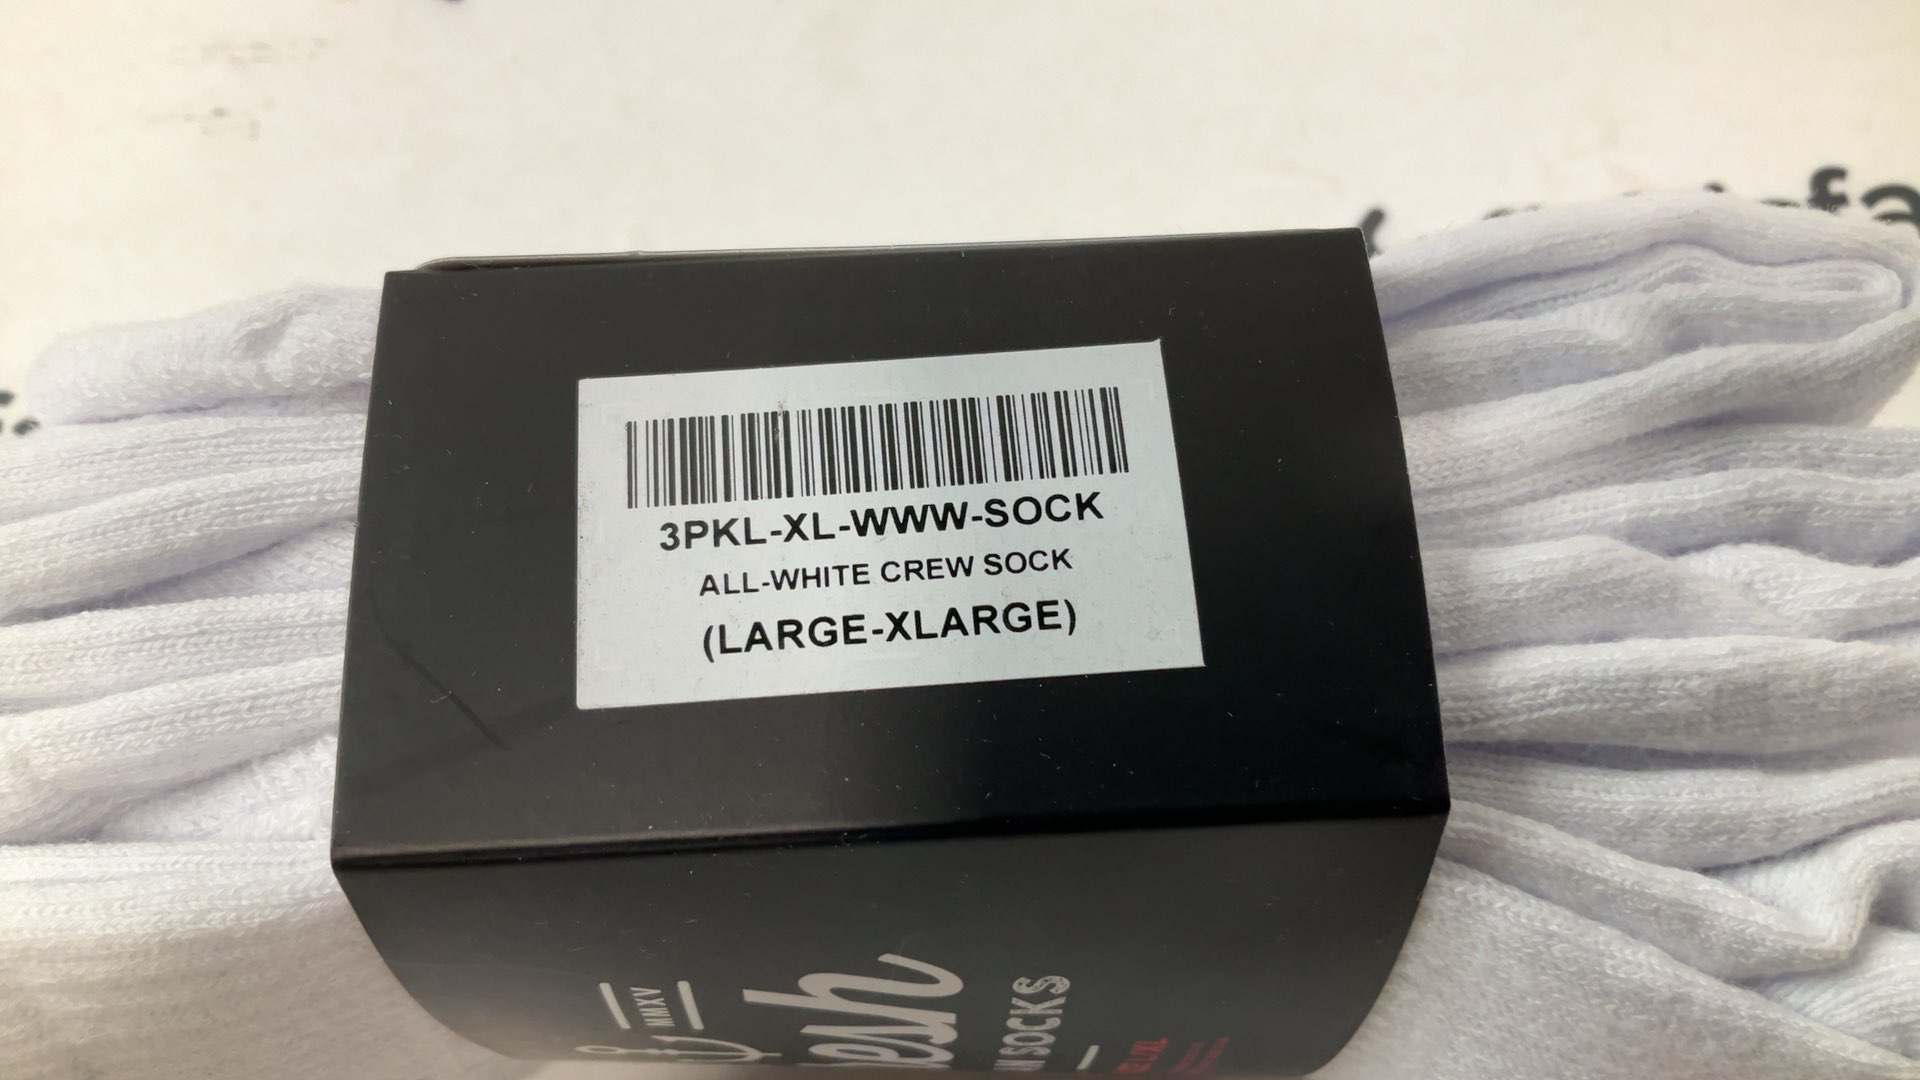 3PKL-XL-WWW-SOCK
ALL-WHITE CREW SOCK
(LARGE-XLARGE)
MMXV
SOCKS